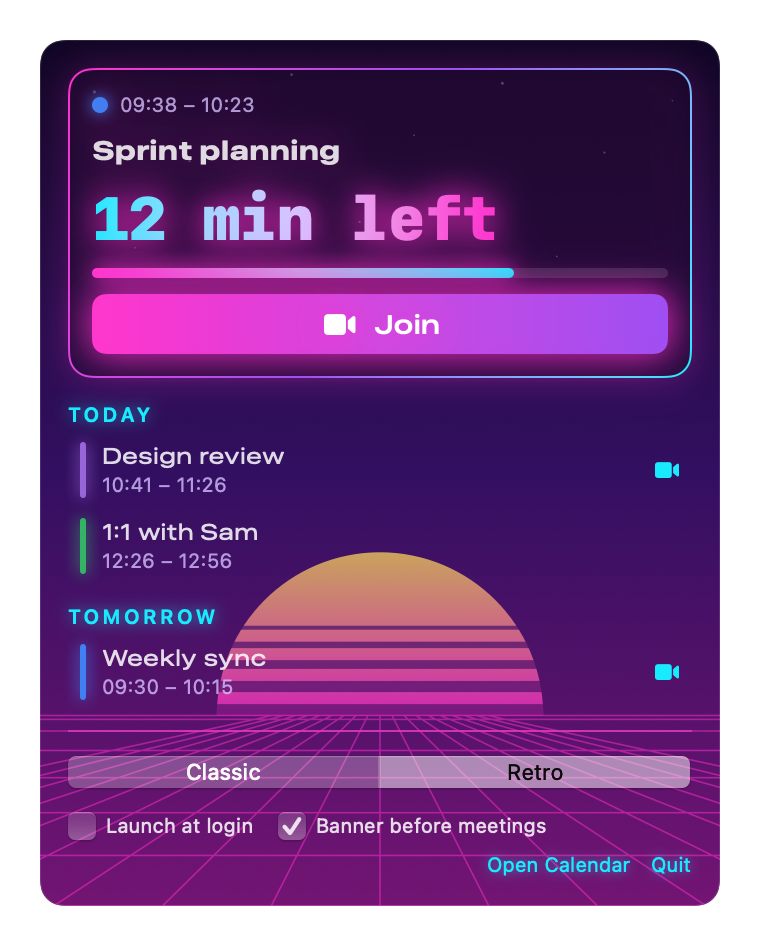 09:38 – 10:23
Sprint planning
12 min left
Join
TODAY
Design review
10:41 – 11:26
1:1 with Sam
12:26 – 12:56
TOMORROW
Weekly sync
09:30 – 10:15
Classic Retro
Launch at login Banner before meetings
Open Calendar Quit